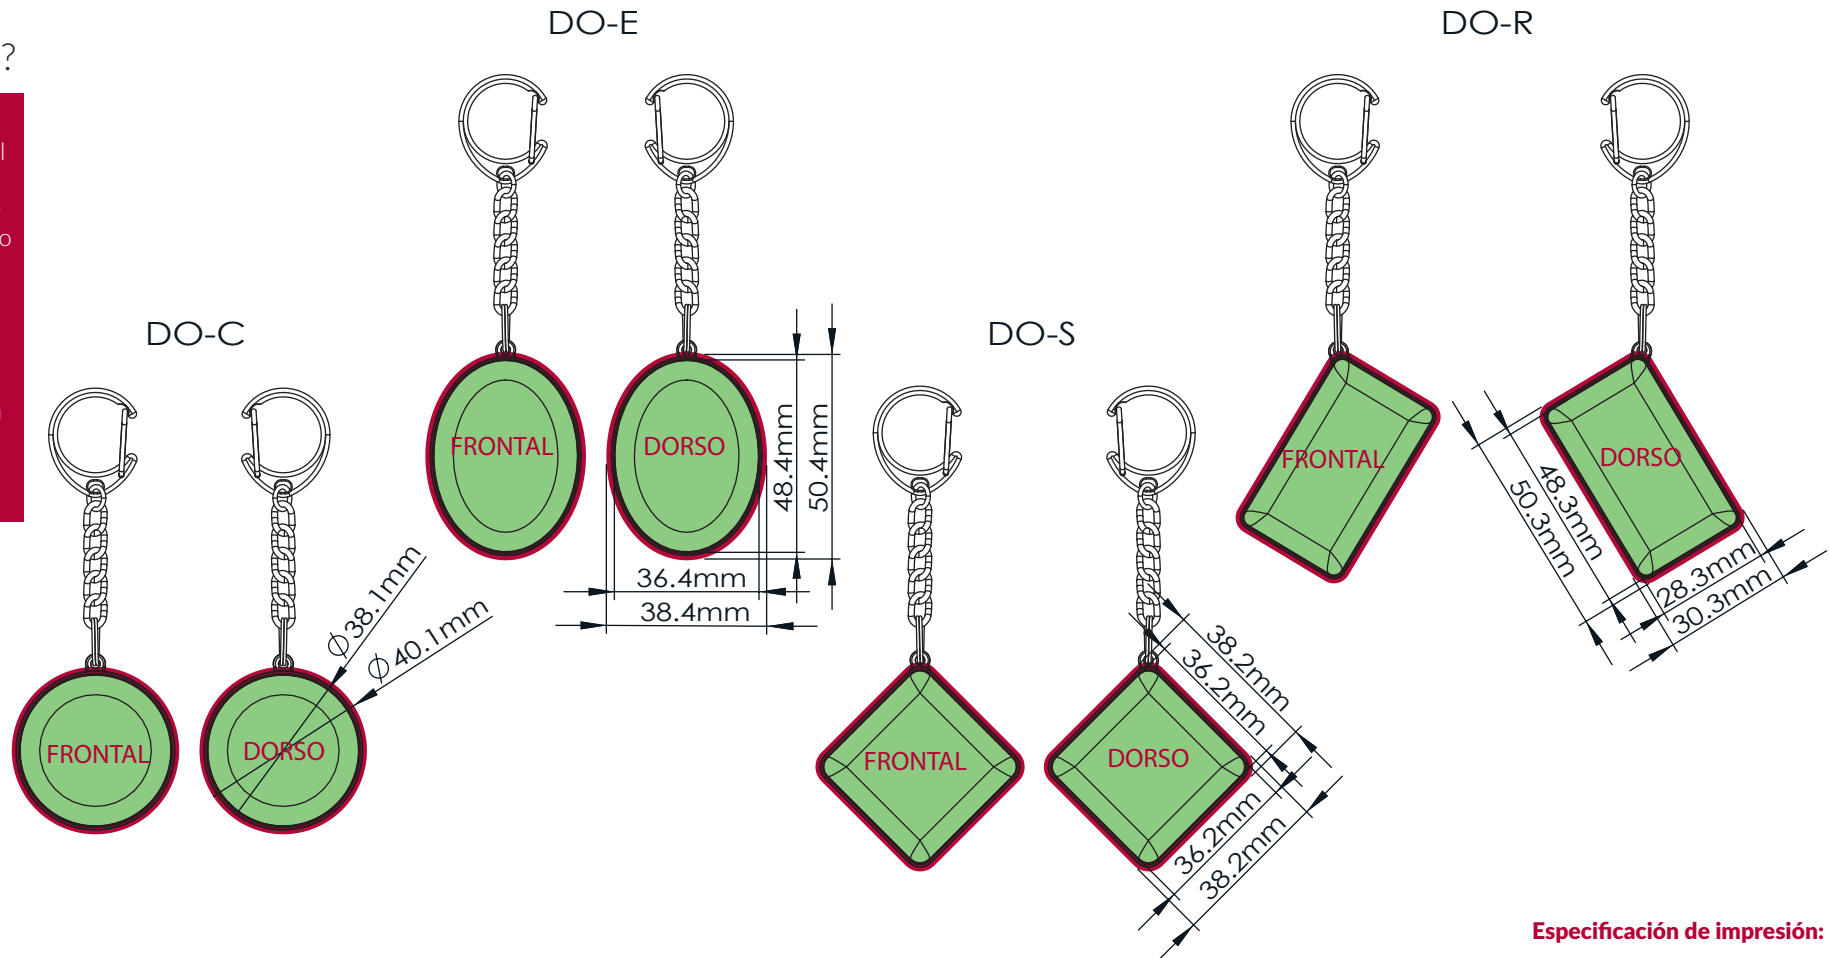 ?
l
o
DO-E
DO-R
DO-C
DO-S
FRONTAL
DORSO
48.4mm
50.4mm
36.4mm
38.4mm
FRONTAL
DORSO
48.3mm
50.3mm
28.3mm
30.3mm
FRONTAL
DORSO
Ø38.1mm
Ø40.1mm
FRONTAL
DORSO
38.2mm
36.2mm
36.2mm
38.2mm
Especificación de impresión: